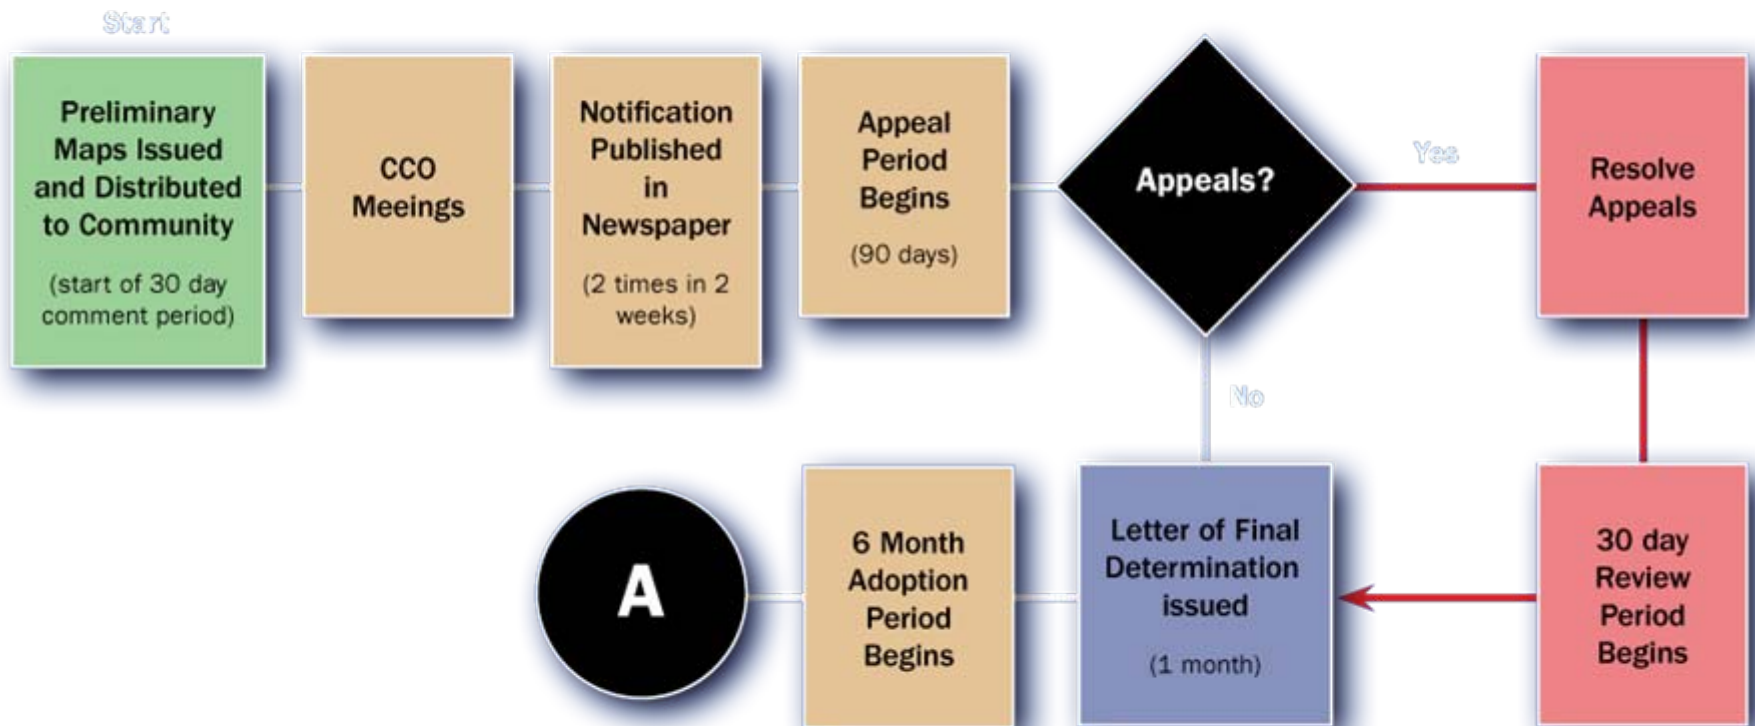 Start
Preliminary
Maps Issued
and Distributed
to Community
(start of 30 day
comment period)
CCO
Meeings
Notification
Published
in
Newspaper
(2 times in 2
weeks)
Appeal
Period
Begins
(90 days)
Appeals?
Yes
Resolve
Appeals
No
A
6 Month
Adoption
Period
Begins
Letter of Final
Determination
issued
(1 month)
30 day
Review
Period
Begins